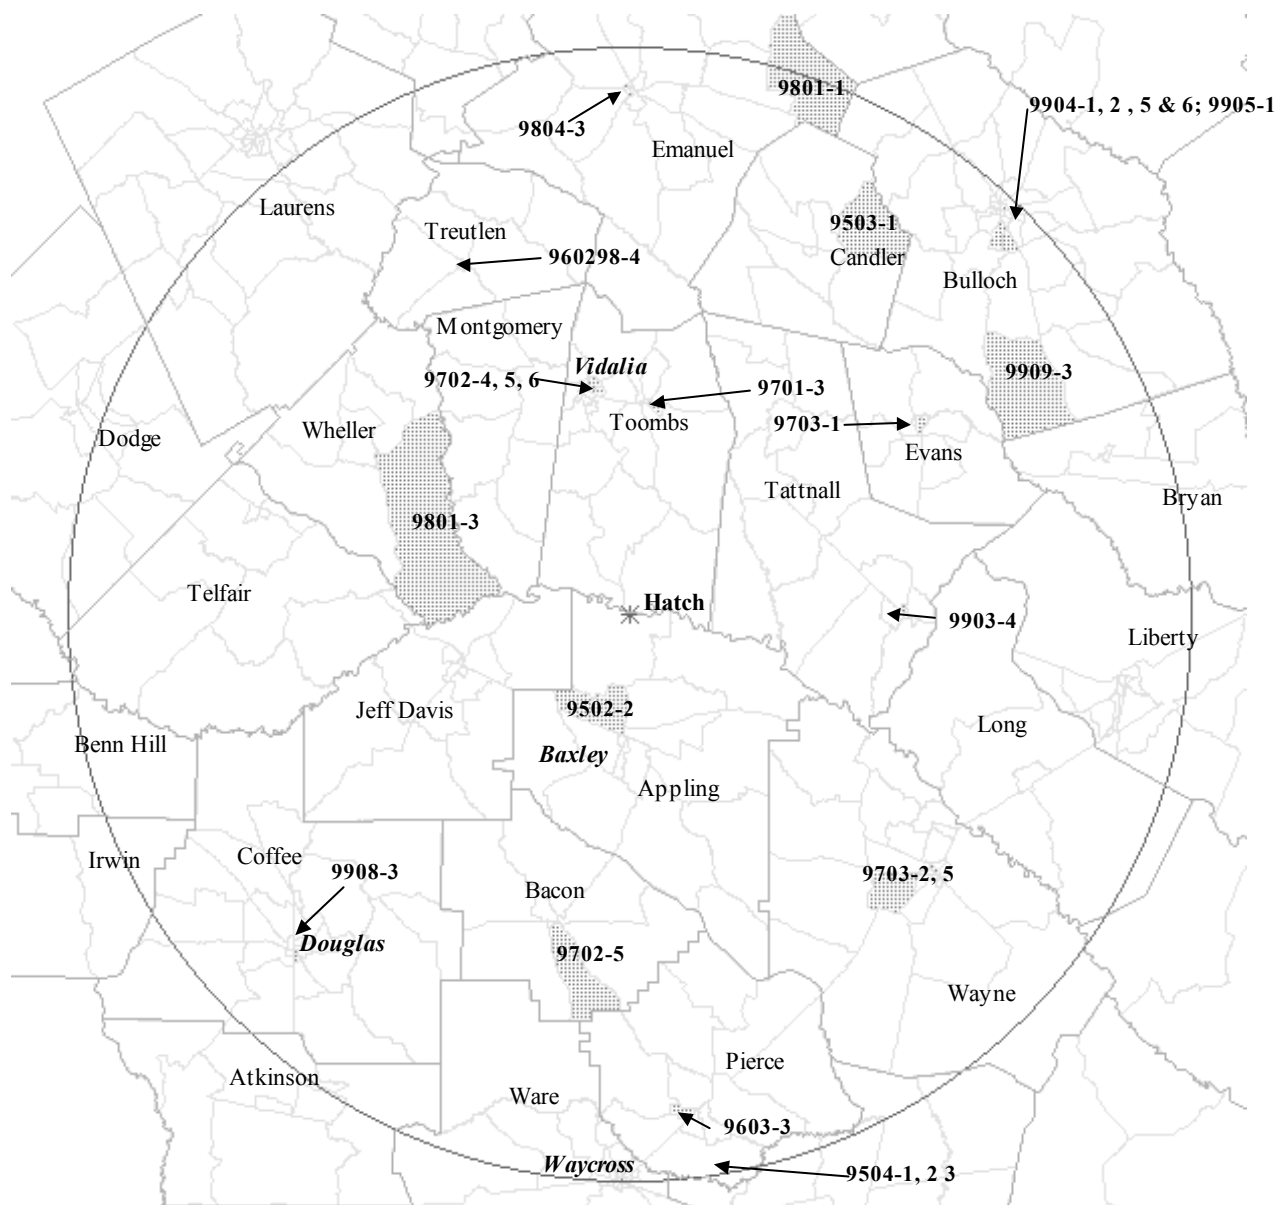 9801-1
9904-1, 2 , 5 & 6; 9905-1
9804-3
Emanuel
Laurens
9503-1
Treutlen
960298-4
Candler
Bulloch
Montgomery
Vidalia
9702-4, 5, 6
9701-3
9909-3
Toombs
9703-1
Wheller
Dodge
Evans
Tattnall
Bryan
9801-3
Telfair
Hatch
9903-4
Liberty
9502-2
Jeff Davis
Long
Benn Hill
Baxley
Appling
Irwin
Coffee
9908-3
9703-2, 5
Bacon
Douglas
9702-5
Wayne
Pierce
Atkinson
Ware
9603-3
Waycross
9504-1, 2 3